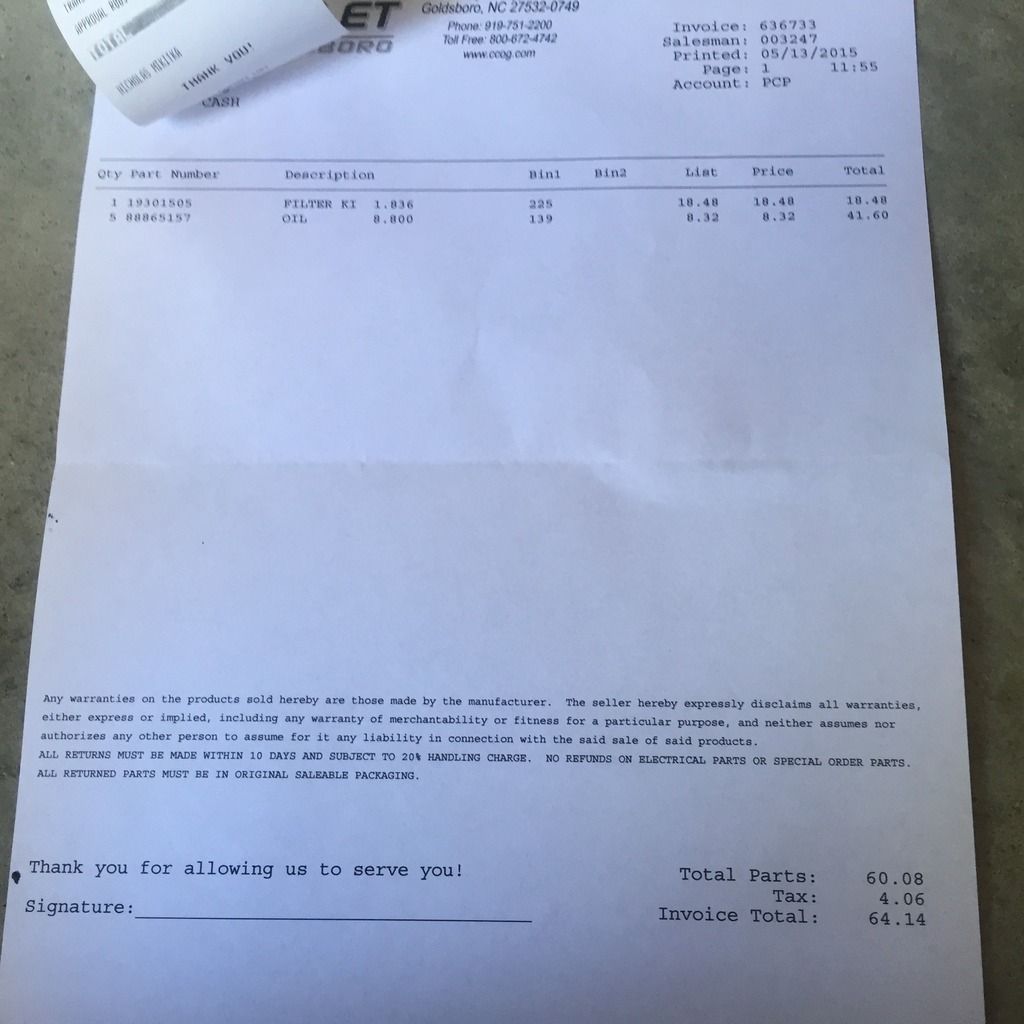 APPROVAL
TOTAL
NICHOLAS NIKITKA
THANK YOU!
ET
BORO
Goldsboro, NC 27532-0749
Phone: 919-751-2200
Toll Free: 800-672-4742
www.ccog.com
Invoice: 636733
Salesman: 003247
Printed: 05/13/2015
Page: 1 11:55
Account: PCP
CASH
Qty Part Number Description Bin1 Bin2 List Price Total
1 19301505 FILTER KI 1.836 225 18.48 18.48 18.48
5 88865157 OIL 8.800 139 8.32 8.32 41.60
Any warranties on the products sold hereby are those made by the manufacturer. The seller hereby expressly disclaims all warranties,
either express or implied, including any warranty of merchantability or fitness for a particular purpose, and neither assumes nor
authorizes any other person to assume for it any liability in connection with the said sale of said products.
ALL RETURNS MUST BE MADE WITHIN 10 DAYS AND SUBJECT TO 20% HANDLING CHARGE. NO REFUNDS ON ELECTRICAL PARTS OR SPECIAL ORDER PARTS.
ALL RETURNED PARTS MUST BE IN ORIGINAL SALEABLE PACKAGING.
Thank you for allowing us to serve you!
Signature:
Total Parts: 60.08
Tax: 4.06
Invoice Total: 64.14